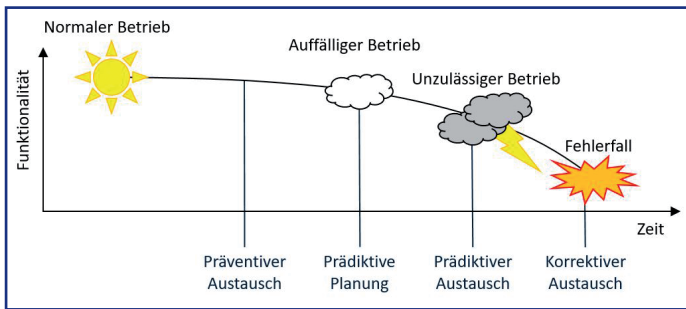 Normaler Betrieb
Auffälliger Betrieb
Unzulässiger Betrieb
Fehlerfall
Funktionalität
Zeit
Präventiver
Austausch
Prädiktive
Planung
Prädiktiver
Austausch
Korrektiver
Austausch